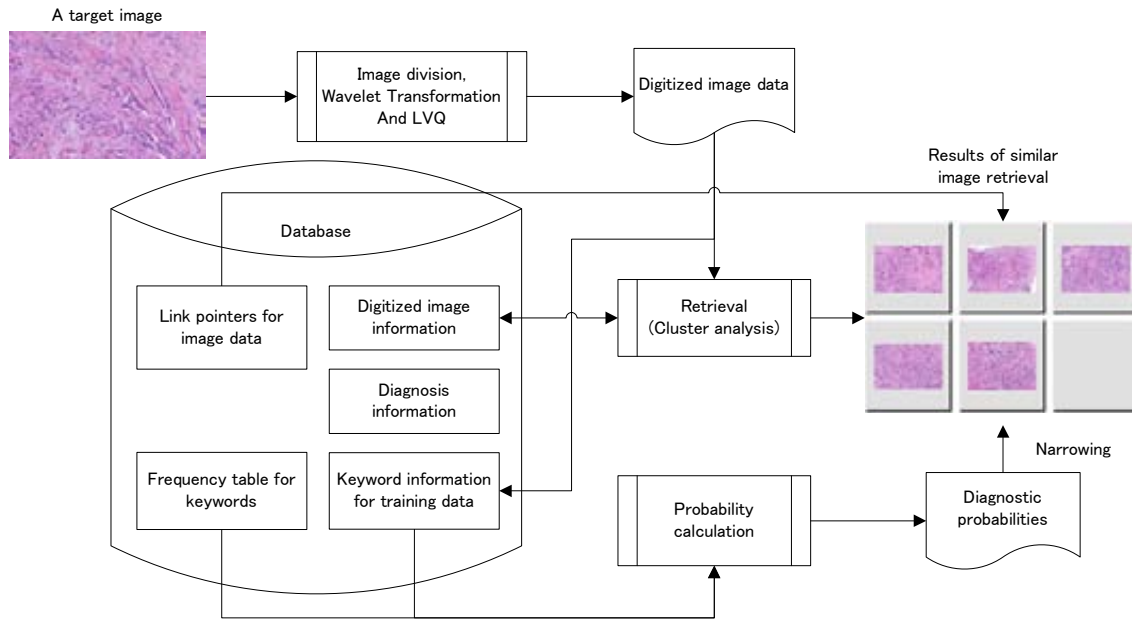 A target image
Image division,
Wavelet Transformation
And LVQ
Digitized image data
Results of similar
image retrieval
Database
Link pointers for
image data
Digitized image
information
Retrieval
(Cluster analysis)
Diagnosis
information
Frequency table for
keywords
Keyword information
for training data
Probability
calculation
Narrowing
Diagnostic
probabilities